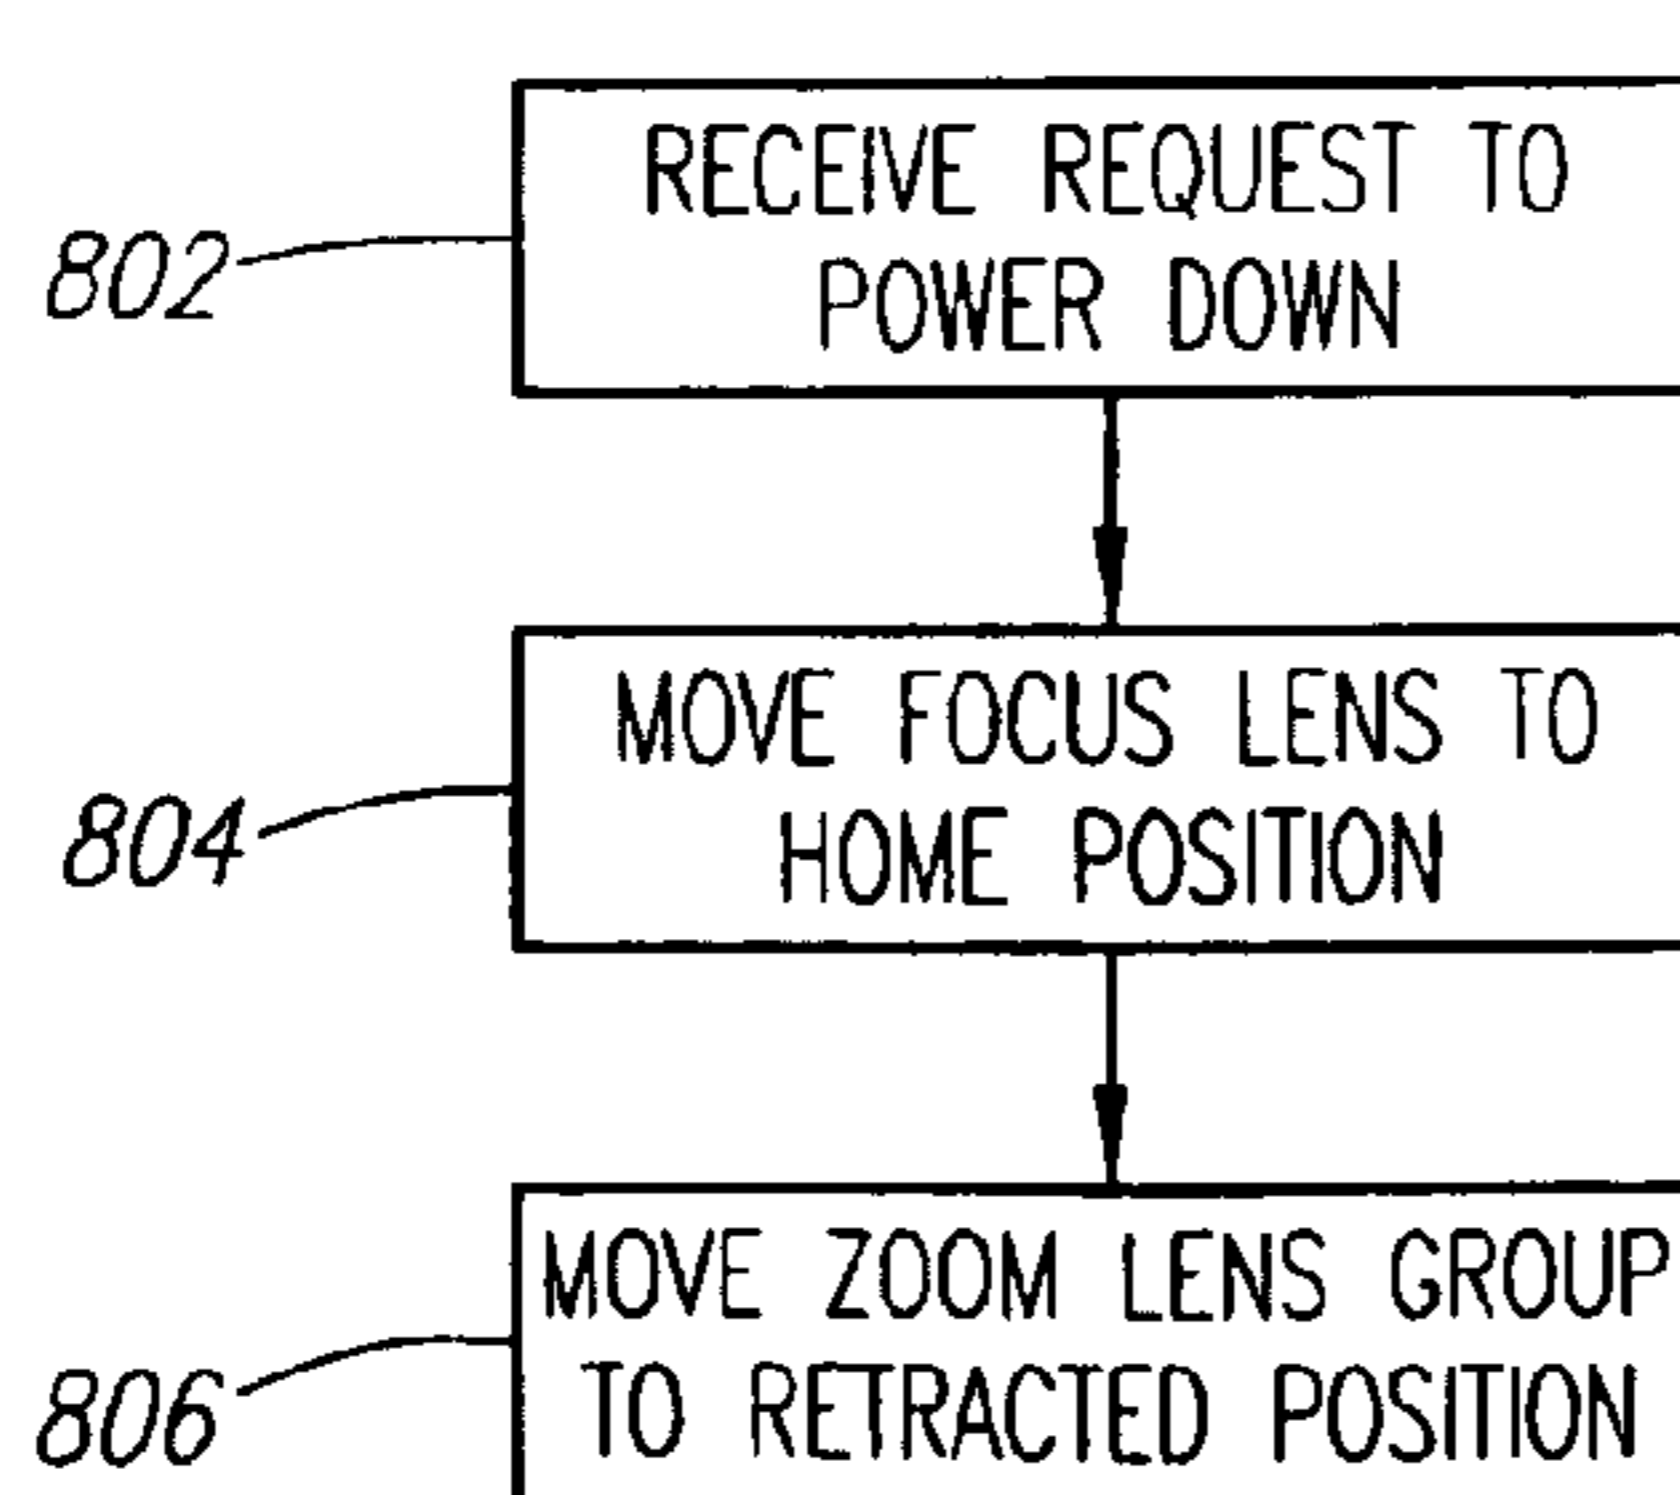 802
RECEIVE REQUEST TO
POWER DOWN
804
MOVE FOCUS LENS TO
HOME POSITION
806
MOVE ZOOM LENS GROUP
TO RETRACTED POSITION